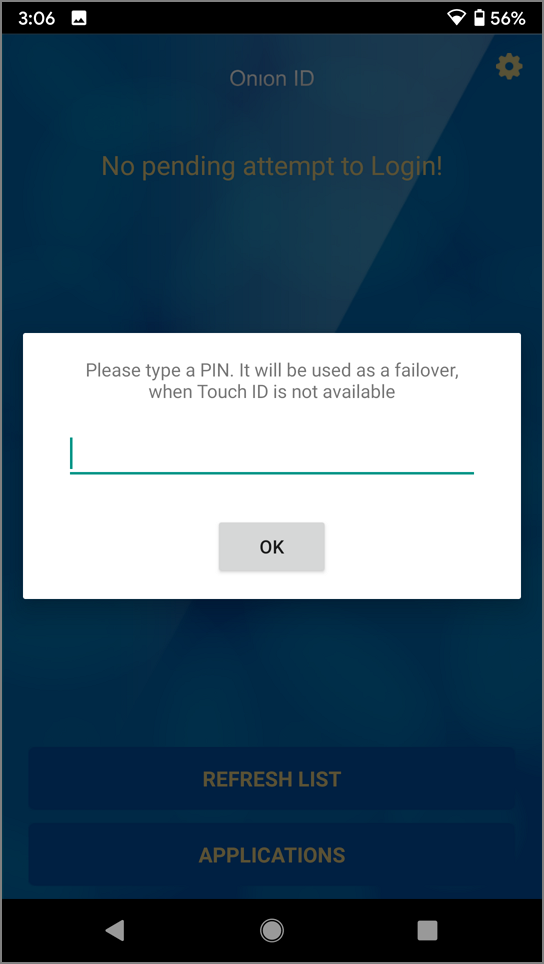 3:06
56%
Onion ID
No pending attempt to Login!
Please type a PIN. It will be used as a failover,
when Touch ID is not available
OK
REFRESH LIST
APPLICATIONS